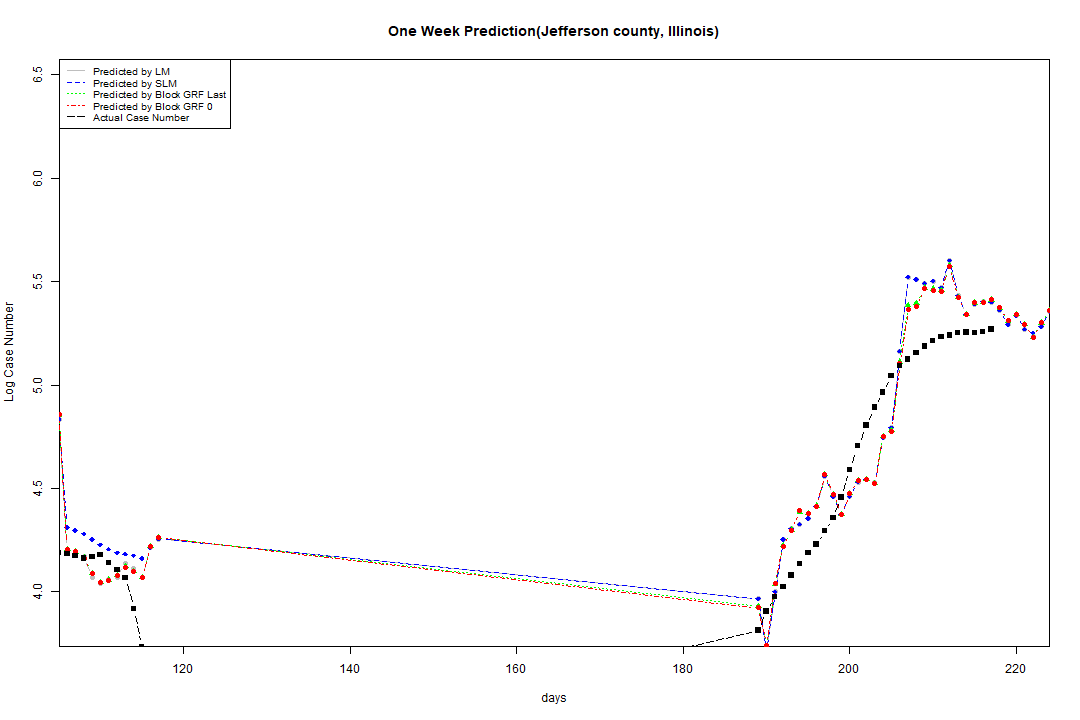 One Week Prediction(Jefferson county, Illinois)
Predicted by LM
Predicted by SLM
Predicted by Block GRF Last
Predicted by Block GRF 0
Actual Case Number
6.5
6.0
5.5
5.0
4.5
4.0
Log Case Number
120
140
160
180
200
220
days